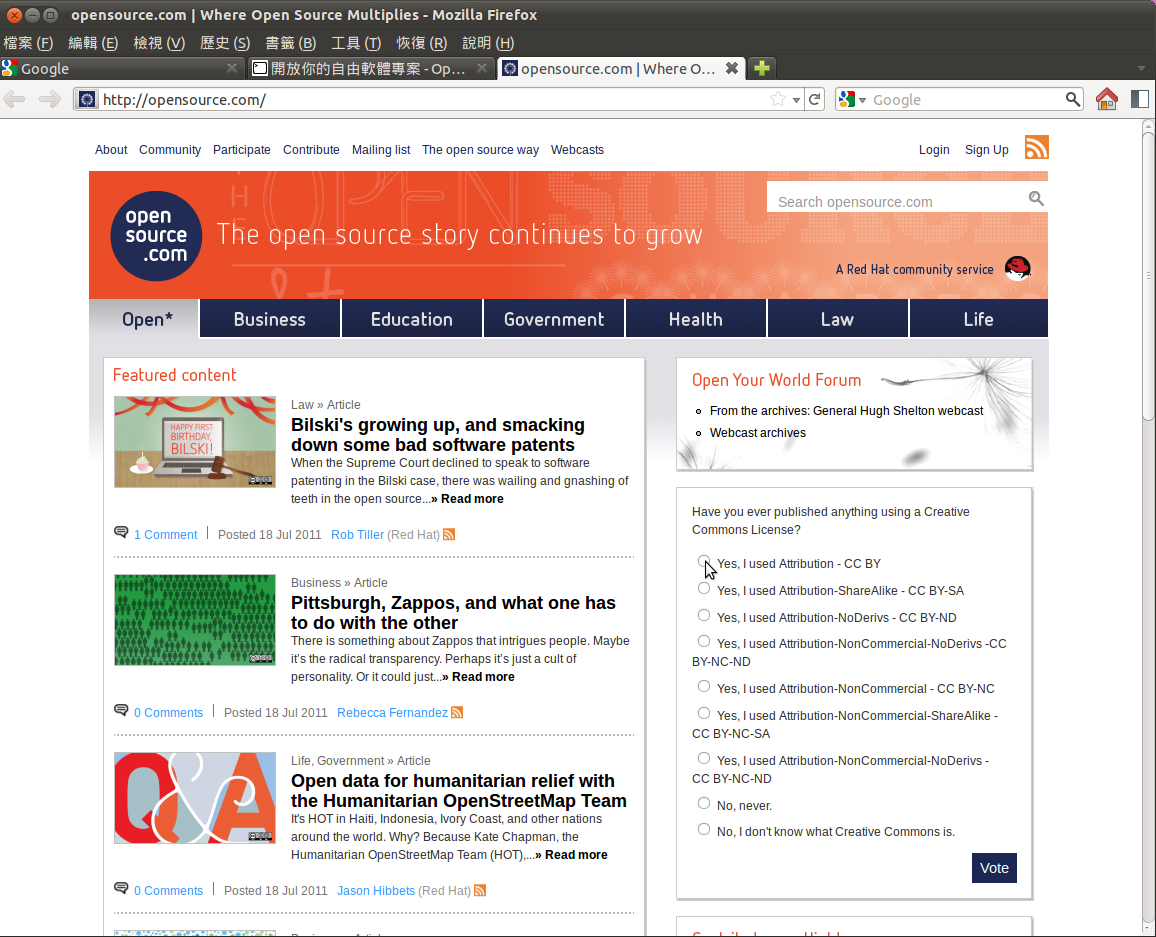 opensource.com | Where Open Source Multiplies - Mozilla Firefox
檔案 (F) 編輯 (E) 檢視 (V) 歷史 (S) 書籤 (B) 工具 (T) 恢復 (R) 說明 (H)
Google 開放你的自由軟體專案 - Op... opensource.com | Where O...
http://opensource.com/ Google
About Community Participate Contribute Mailing list The open source way Webcasts Login Sign Up
Search opensource.com
open
source
.com
The open source story continues to grow
A Red Hat community service
Open* Business Education Government Health Law Life
Featured content
HAPPY FIRST
BIRTHDAY,
BILSKI!
Law » Article
Bilski's growing up, and smacking
down some bad software patents
When the Supreme Court declined to speak to software
patenting in the Bilski case, there was wailing and gnashing of
teeth in the open source...» Read more
1 Comment Posted 18 Jul 2011 Rob Tiller (Red Hat)
Business » Article
Pittsburgh, Zappos, and what one has
to do with the other
There is something about Zappos that intrigues people. Maybe
it's the radical transparency. Perhaps it's just a cult of
personality. Or it could just...» Read more
0 Comments Posted 18 Jul 2011 Rebecca Fernandez
Q&A
Life, Government » Article
Open data for humanitarian relief with
the Humanitarian OpenStreetMap Team
It's HOT in Haiti, Indonesia, Ivory Coast, and other nations
around the world. Why? Because Kate Chapman, the
Humanitarian OpenStreetMap Team (HOT),...» Read more
0 Comments Posted 18 Jul 2011 Jason Hibbets (Red Hat)
Open Your World Forum
From the archives: General Hugh Shelton webcast
Webcast archives
Have you ever published anything using a Creative
Commons License?
Yes, I used Attribution - CC BY
Yes, I used Attribution-ShareAlike - CC BY-SA
Yes, I used Attribution-NoDerivs - CC BY-ND
Yes, I used Attribution-NonCommercial-NoDerivs -CC
BY-NC-ND
Yes, I used Attribution-NonCommercial - CC BY-NC
Yes, I used Attribution-NonCommercial-ShareAlike -
CC BY-NC-SA
Yes, I used Attribution-NonCommercial-NoDerivs -
CC BY-NC-ND
No, never.
No, I don't know what Creative Commons is.
Vote